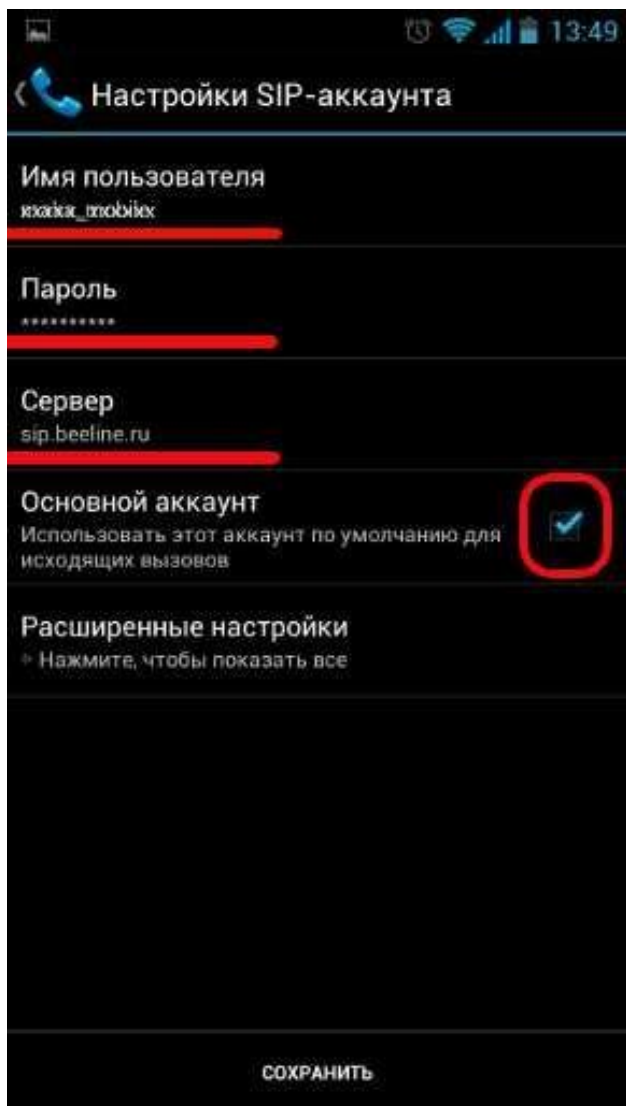 13:49
Настройки SIP-аккаунта
Имя пользователя
Пароль
**********
Сервер
sip.beeline.ru
Основной аккаунт
Использовать этот аккаунт по умолчанию для
исходящих вызовов
Расширенные настройки
Нажмите, чтобы показать все
СОХРАНИТЬ